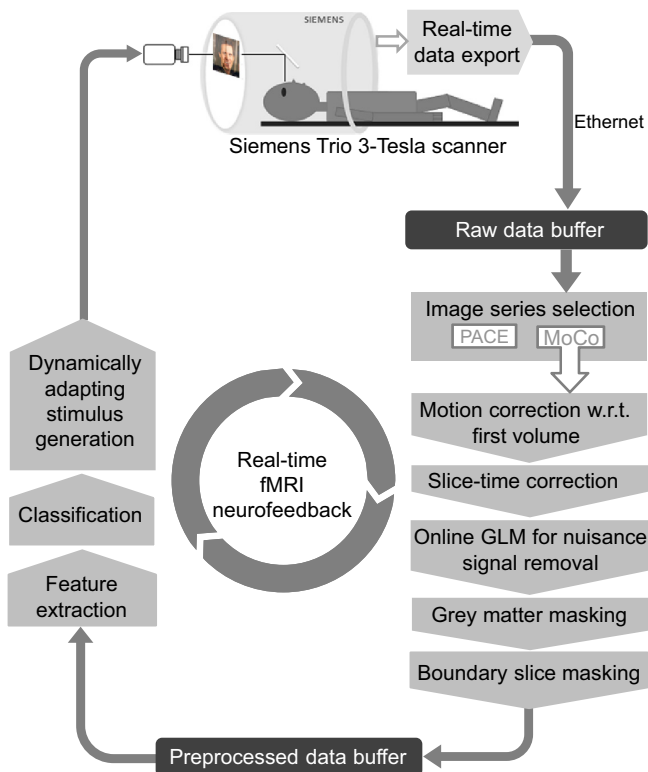 SIEMENS
Real-time
data export
Siemens Trio 3-Tesla scanner
Ethernet
Raw data buffer
Image series selection
PACE
MoCo
Motion correction w.r.t.
first volume
Slice-time correction
Online GLM for nuisance
signal removal
Grey matter masking
Boundary slice masking
Preprocessed data buffer
Feature
extraction
Classification
Dynamically
adapting
stimulus
generation
Real-time
fMRI
neurofeedback